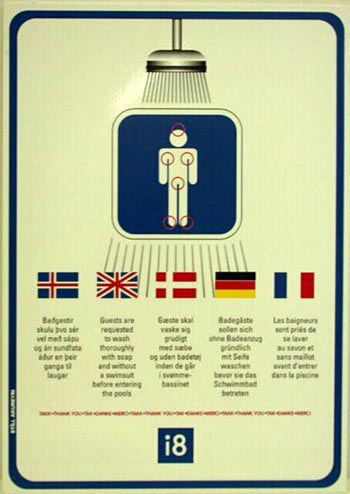 Baðgestir
skulu þvo sér
vel með sápu
og án sundfata
áður en þeir
ganga til
laugar
Guests are
requested
to wash
thoroughly
with soap
and without
a swimsuit
before entering
the pools
Gæste skal
vaske sig
grudigt
med sæbe
og uden badetøj
inden de går
i svømme-
bassinet
Badegäste
sollen sich
ohne Badeanzug
gründlich
mit Seife
waschen
bevor sie das
Schwimmbad
betreten
Les baigneurs
sont priés de
se laver
au savon et
sans maillot
avant d'entrer
dans la piscine
TAKK•THANK YOU•TAK•DANKE•MERCI•TAKK•THANK YOU•TAK•DANKE•MERCI•TAKK•THANK YOU•TAK•DANKE•MERCI
STÍLL AKUREYRI
i8